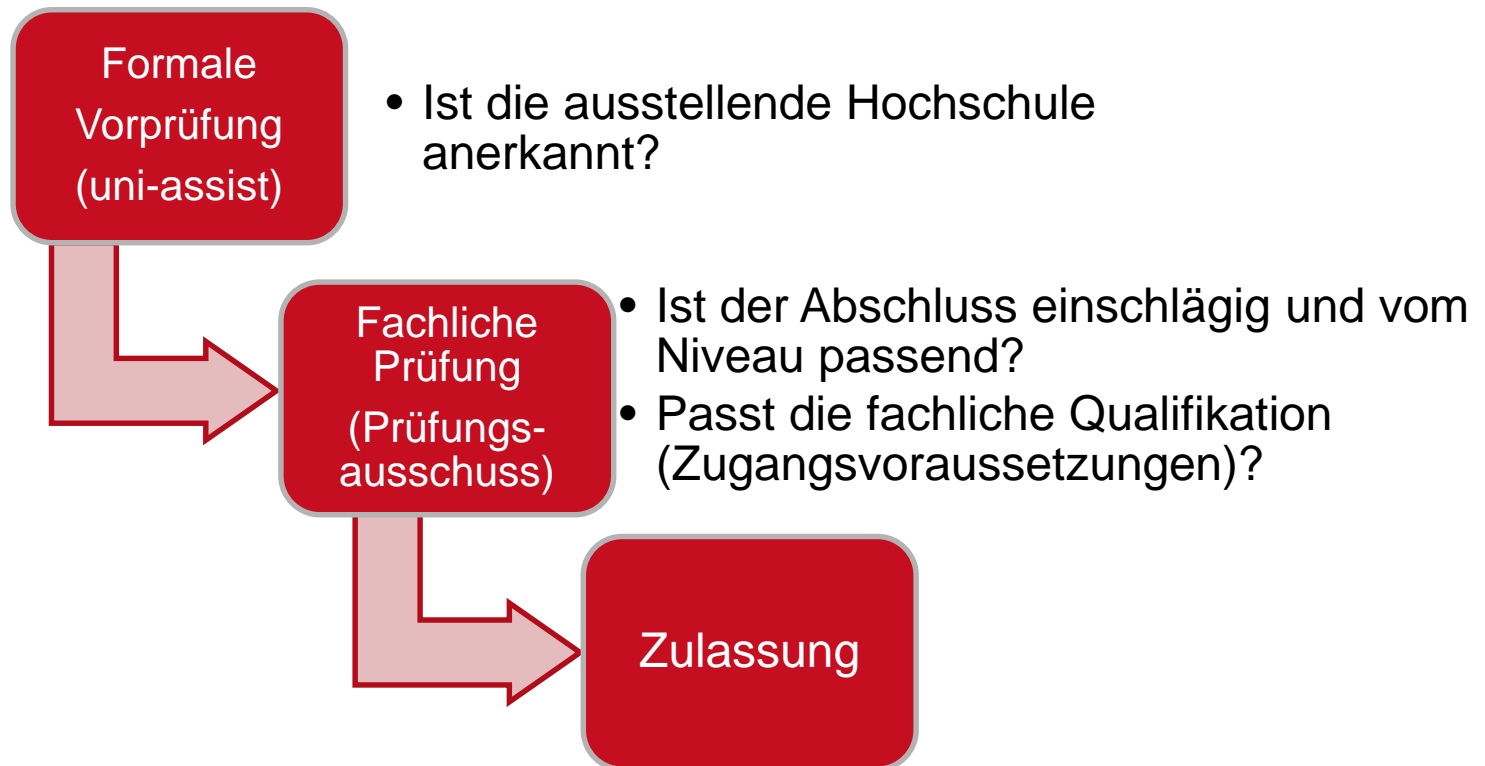 Formale
Vorprüfung
(uni-assist)
• Ist die ausstellende Hochschule
anerkannt?
Fachliche
Prüfung
(Prüfungs-
ausschuss)
• Ist der Abschluss einschlägig und vom
Niveau passend?
• Passt die fachliche Qualifikation
(Zugangsvoraussetzungen)?
Zulassung